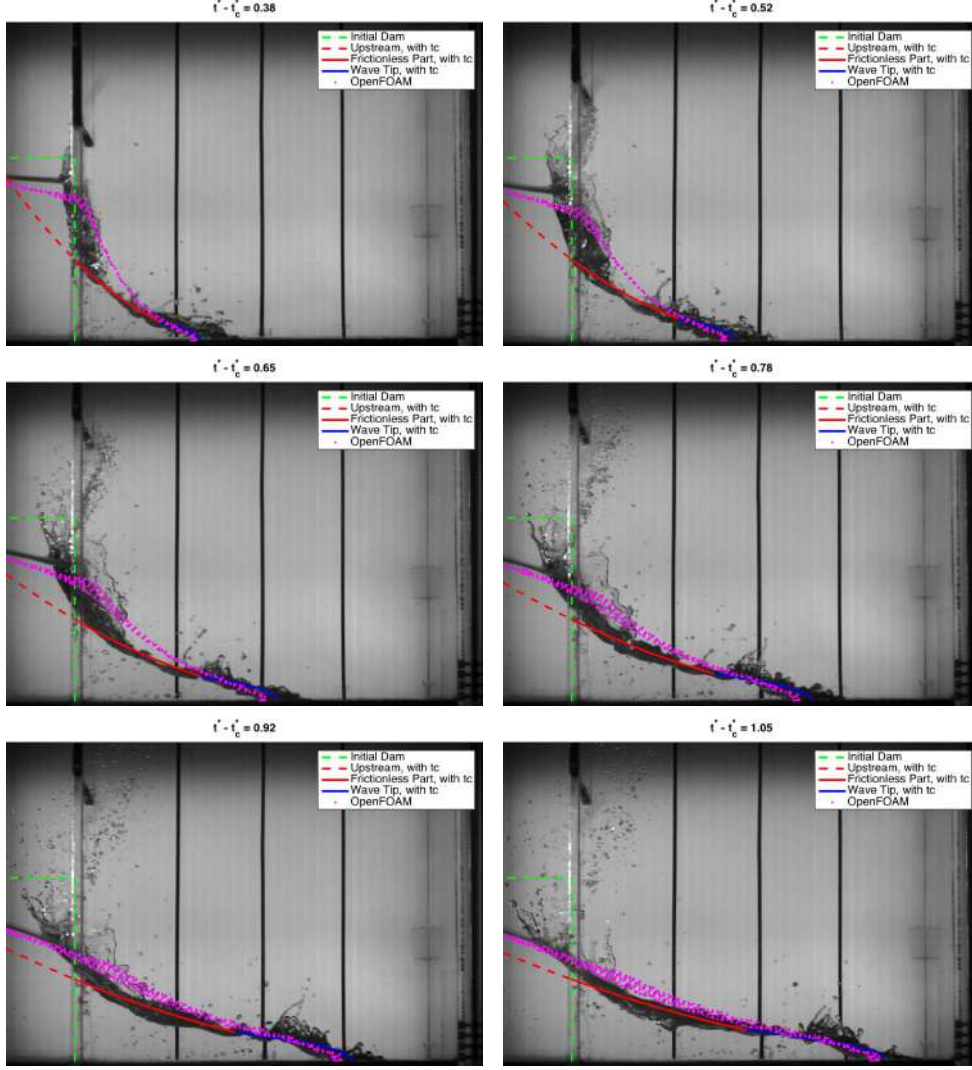 t* - t*c = 0.38
Initial Dam
Upstream, with tc
Frictionless Part, with tc
Wave Tip, with tc
OpenFOAM
t* - t*c = 0.52
Initial Dam
Upstream, with tc
Frictionless Part, with tc
Wave Tip, with tc
OpenFOAM
t* - t*c = 0.65
Initial Dam
Upstream, with tc
Frictionless Part, with tc
Wave Tip, with tc
OpenFOAM
t* - t*c = 0.78
Initial Dam
Upstream, with tc
Frictionless Part, with tc
Wave Tip, with tc
OpenFOAM
t* - t*c = 0.92
Initial Dam
Upstream, with tc
Frictionless Part, with tc
Wave Tip, with tc
OpenFOAM
t* - t*c = 1.05
Initial Dam
Upstream, with tc
Frictionless Part, with tc
Wave Tip, with tc
OpenFOAM